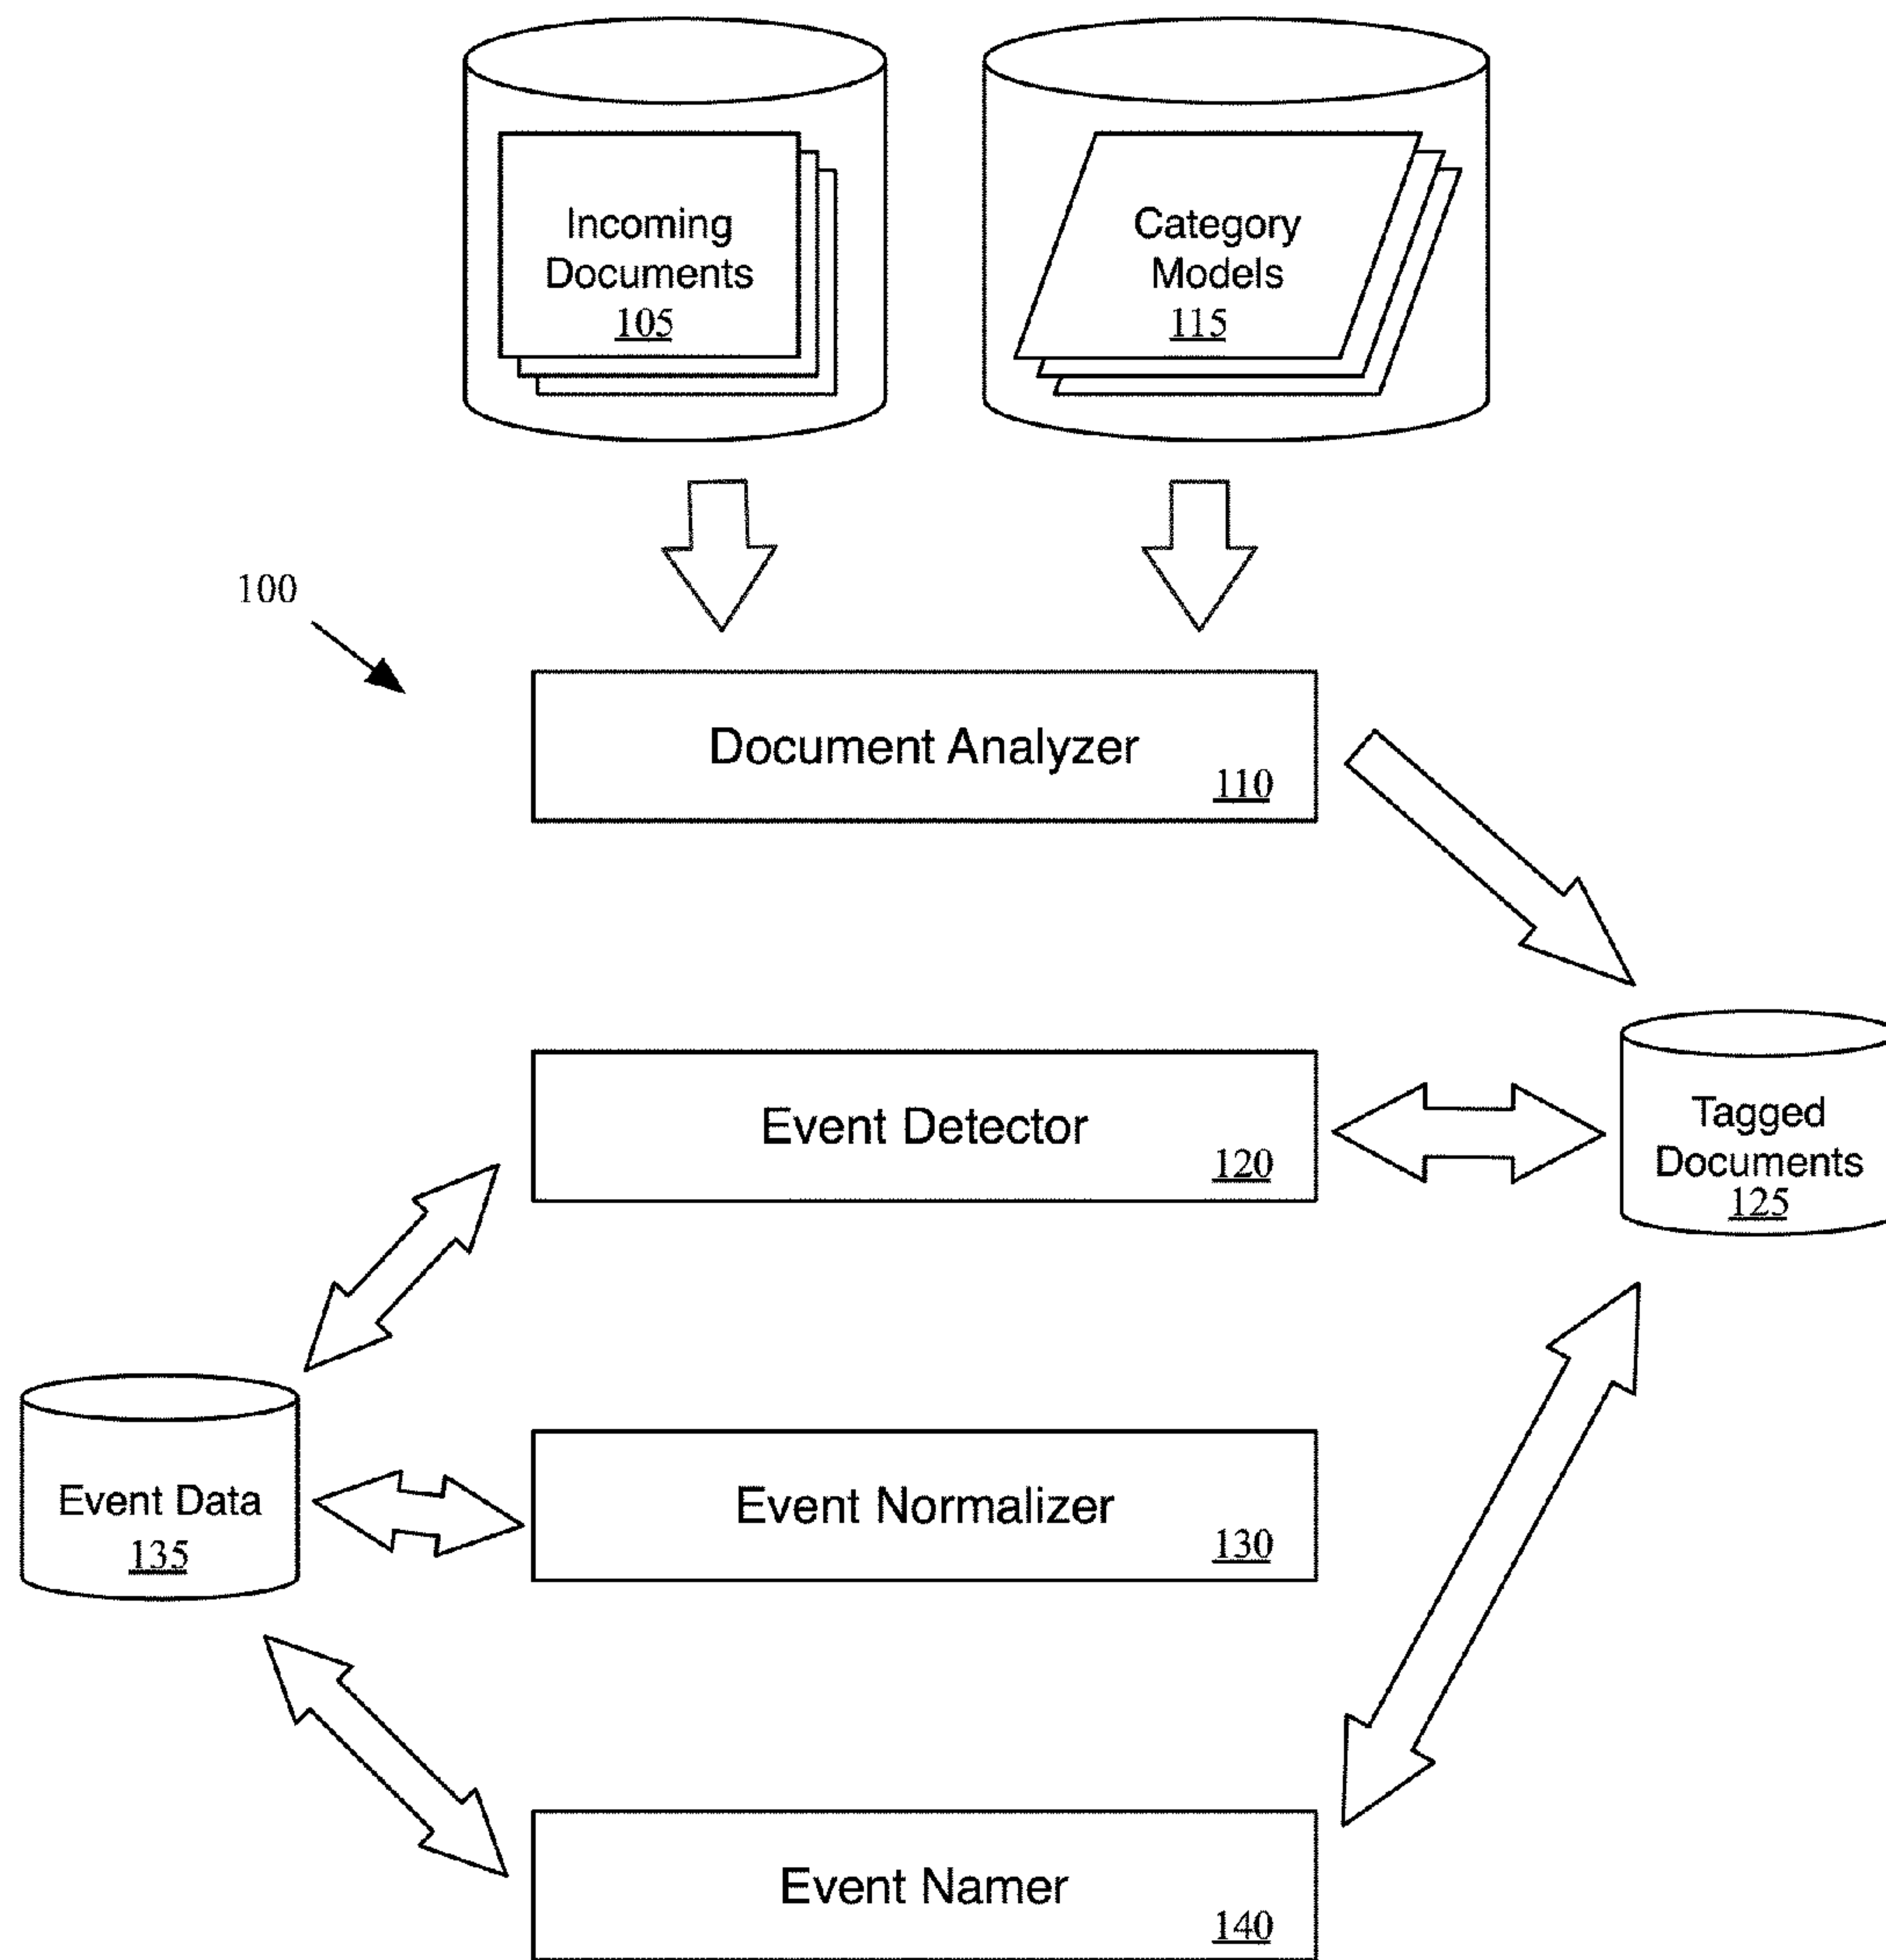 Incoming
Documents
105
Category
Models
115
100
Document Analyzer
110
Event Detector
120
Tagged
Documents
125
Event Data
135
Event Normalizer
130
Event Namer
140